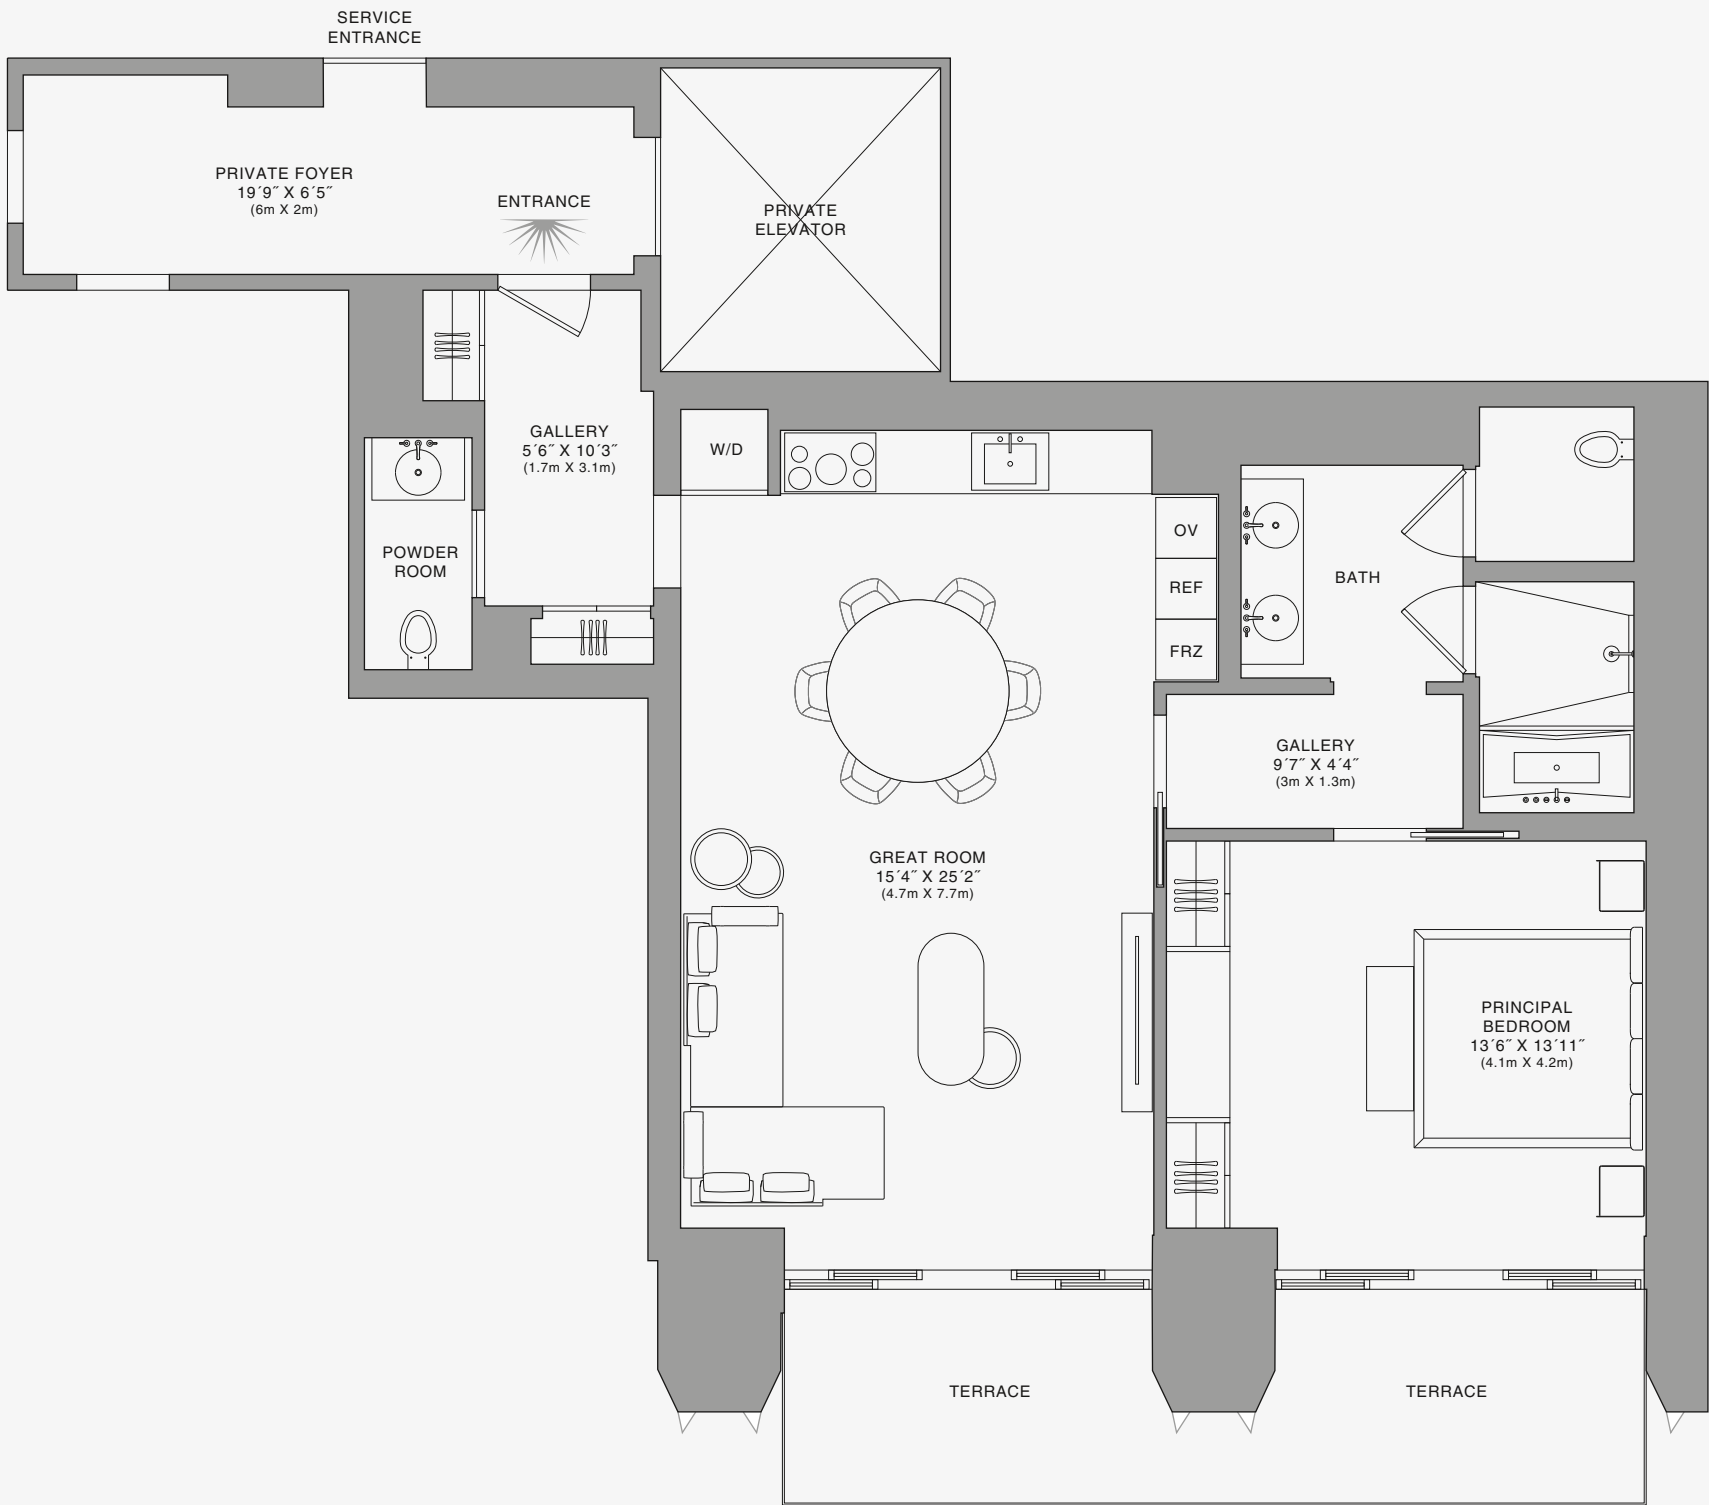 SERVICE
ENTRANCE
PRIVATE FOYER
19´9˝ X 6´5˝
(6m X 2m)
ENTRANCE
PRIVATE
ELEVATOR
GALLERY
5´6˝ X 10´3˝
(1.7m X 3.1m)
W/D
POWDER
ROOM
OV
REF
FRZ
BATH
GALLERY
9´7˝ X 4´4˝
(3m X 1.3m)
GREAT ROOM
15´4˝ X 25´2˝
(4.7m X 7.7m)
PRINCIPAL
BEDROOM
13´6˝ X 13´11˝
(4.1m X 4.2m)
TERRACE
TERRACE